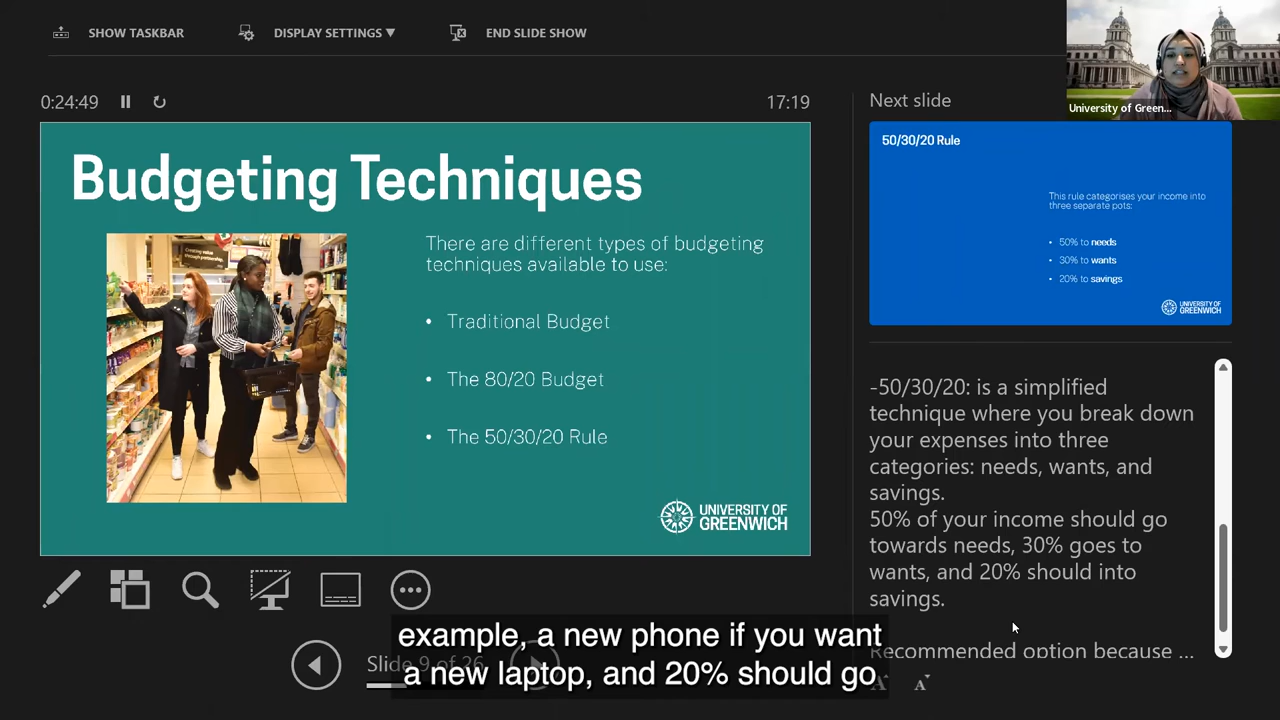 SHOW TASKBAR
DISPLAY SETTINGS ▼
END SLIDE SHOW
University of Green...
0:24:49
17:19
Next slide
Budgeting Techniques
There are different types of budgeting
techniques available to use:
• Traditional Budget
• The 80/20 Budget
• The 50/30/20 Rule
UNIVERSITY OF
GREENWICH
50/30/20 Rule
This rule categorises your income into
three separate pots:
• 50% to needs
• 30% to wants
• 20% to savings
UNIVERSITY OF
GREENWICH
-50/30/20: is a simplified
technique where you break down
your expenses into three
categories: needs, wants, and
savings.
50% of your income should go
towards needs, 30% goes to
wants, and 20% should into
savings.
Recommended option because ...
Slide 9 of 26
example, a new phone if you want
a new laptop, and 20% should go
A A